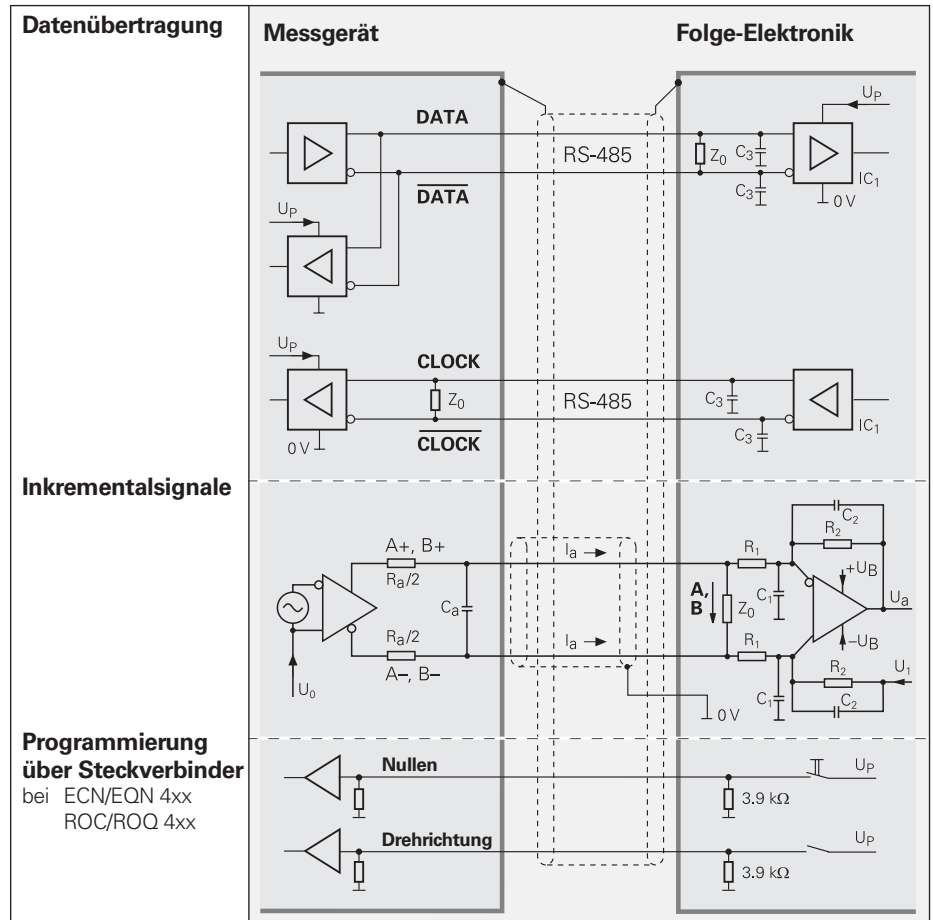 Datenübertragung
Messgerät
Folge-Elektronik
DATA
DATA
RS-485
Z0
C3
C3
UP
IC1
0 V
UP
UP
CLOCK
CLOCK
Z0
0 V
RS-485
C3
C3
IC1
Inkrementalsignale
A+, B+
Ra/2
Ca
Ra/2
A–, B–
U0
Ia
Ia
0 V
A,
B
Z0
R1
R1
C1
C1
C2
R2
+UB
–UB
Ua
R2
C2
U1
Programmierung
über Steckverbinder
bei ECN/EQN 4xx
ROC/ROQ 4xx
Nullen
UP
3.9 kΩ
Drehrichtung
UP
3.9 kΩ